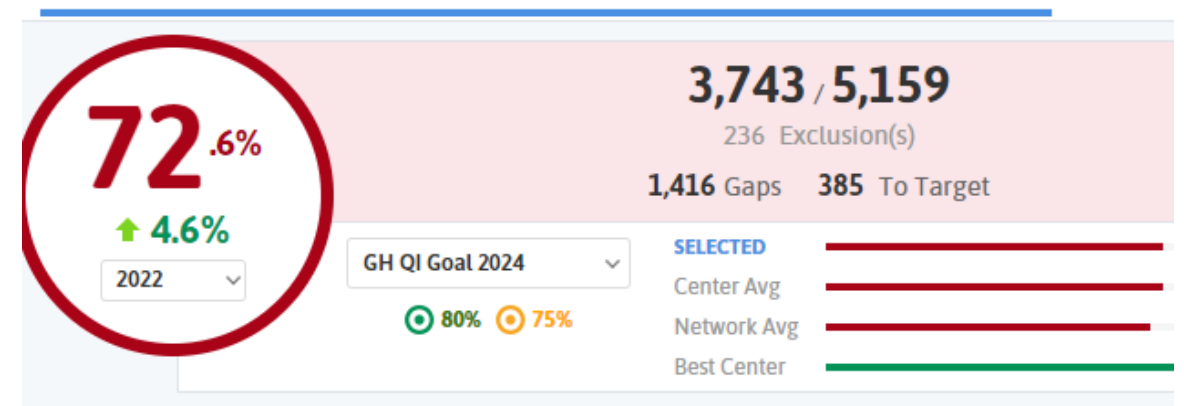 72.6%
4.6%
2022
3,743 / 5,159
236 Exclusion(s)
1,416 Gaps 385 To Target
GH QI Goal 2024
80% 75%
SELECTED
Center Avg
Network Avg
Best Center